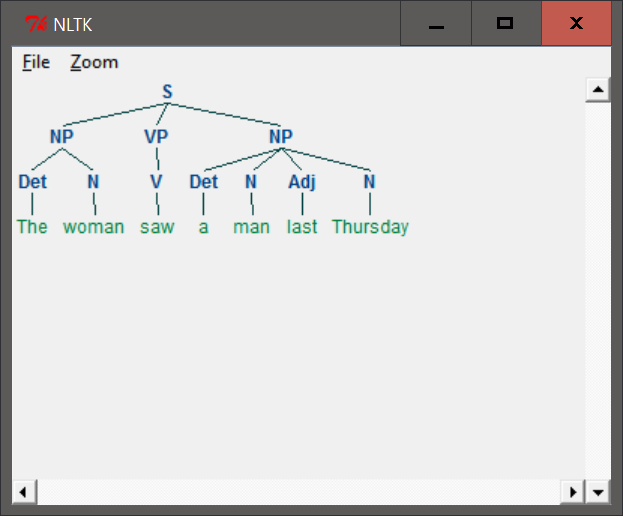 NLTK
File Zoom
S
NP VP NP
Det N V Det N Adj N
The woman saw a man last Thursday